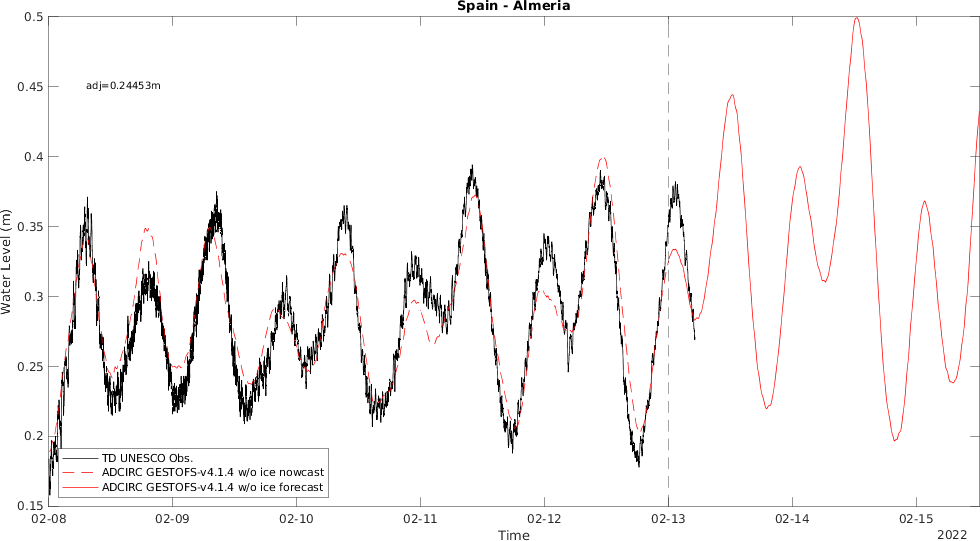 Spain - Almeria
0.5
0.45
0.4
0.35
0.3
0.25
0.2
0.15
Water Level (m)
adj=0.24453m
TD UNESCO Obs.
ADCIRC GESTOFS-v4.1.4 w/o ice nowcast
ADCIRC GESTOFS-v4.1.4 w/o ice forecast
02-08 02-09 02-10 02-11 02-12 02-13 02-14 02-15
Time
2022